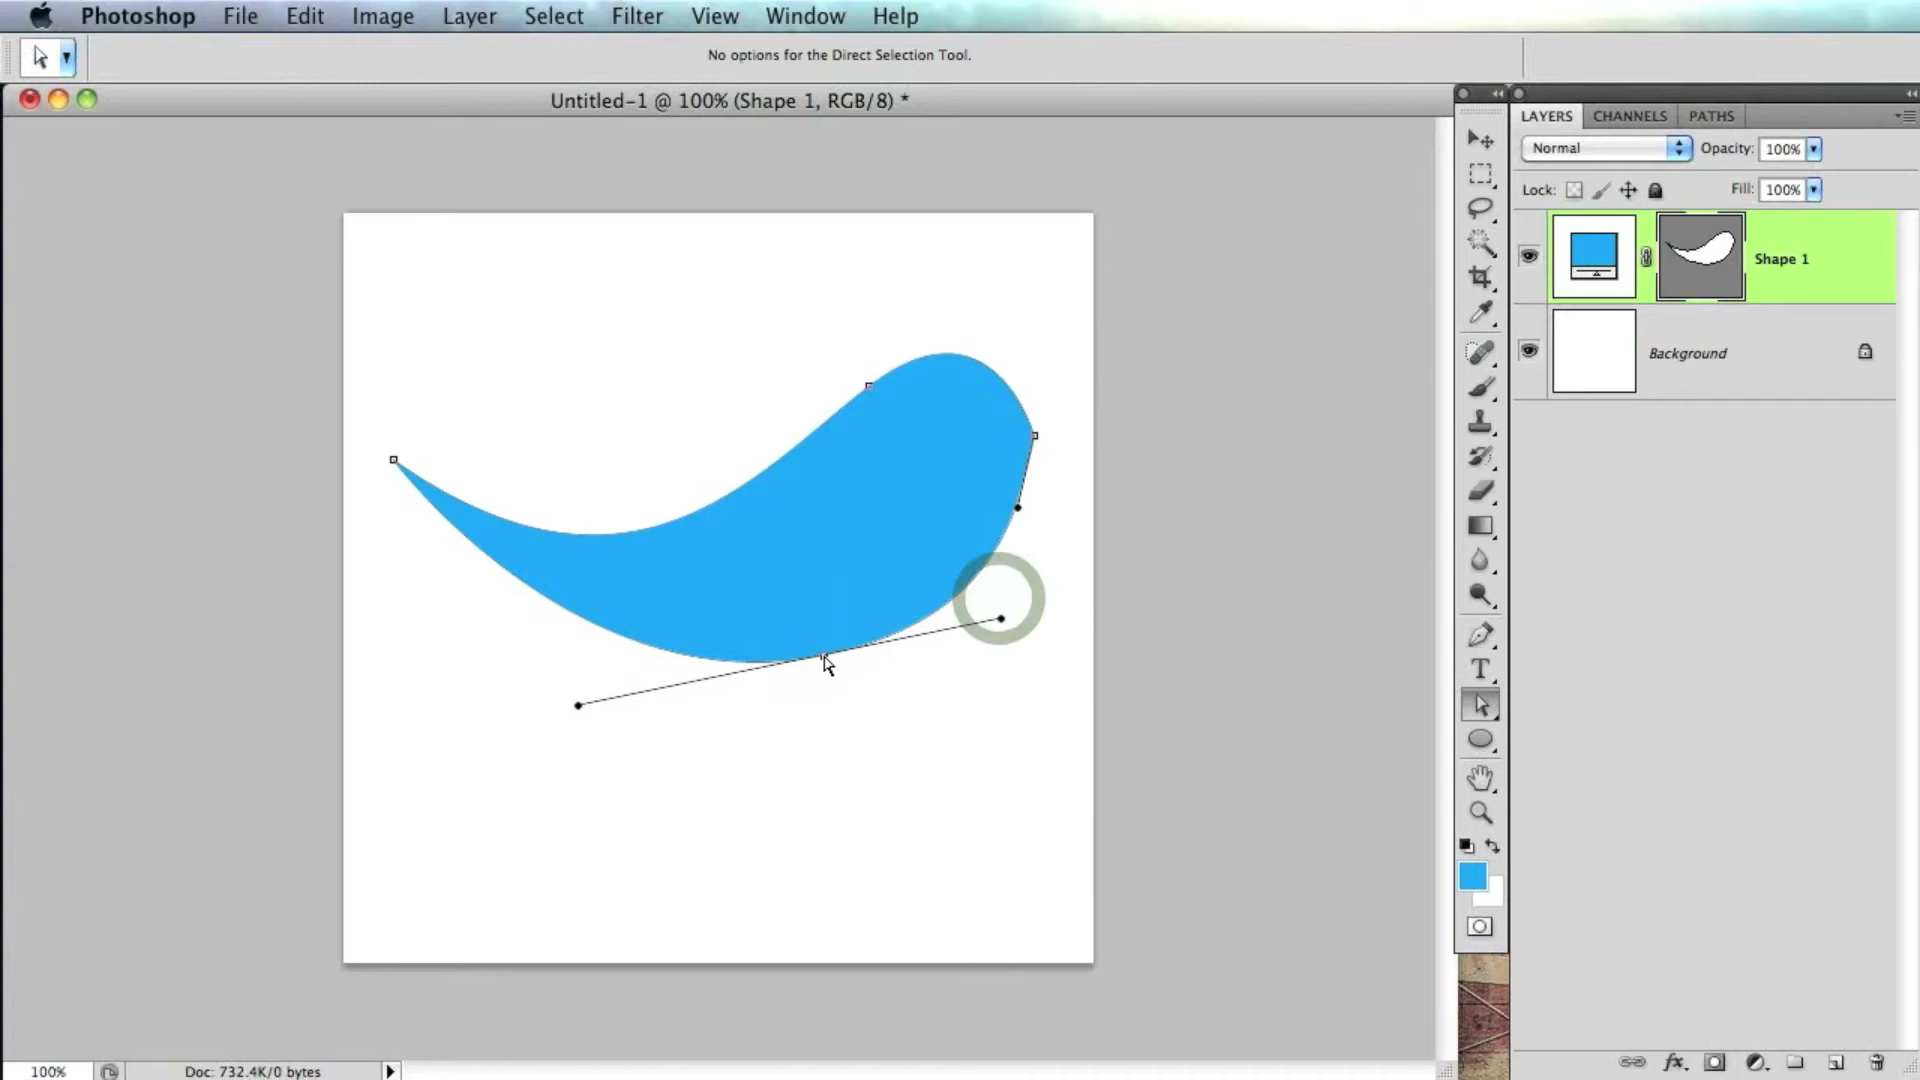 Photoshop File Edit Image Layer Select Filter View Window Help
No options for the Direct Selection Tool.
Untitled-1 @ 100% (Shape 1, RGB/8) *
LAYERS CHANNELS PATHS
Normal Opacity: 100%
Lock: Fill: 100%
Shape 1
Background
T
fx
100% Doc: 732.4K/0 bytes